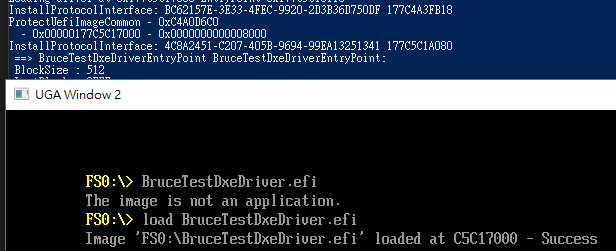 InstallProtocolInterface: BC62157E-3E33-4FEC-9920-2D3B36D750DF 177C4A3FB18
ProtectUefiImageCommon - 0xC4A0D6C0
- 0x00000177C5C17000 - 0x0000000000008000
InstallProtocolInterface: 4C8A2451-C207-405B-9694-99EA13251341 177C5C1A080
==> BruceTestDxeDriverEntryPoint BruceTestDxeDriverEntryPoint:
BlockSize : 512
UGA Window 2
FS0:\> BruceTestDxeDriver.efi
The image is not an application.
FS0:\> load BruceTestDxeDriver.efi
Image 'FS0:\BruceTestDxeDriver.efi' loaded at C5C17000 - Success